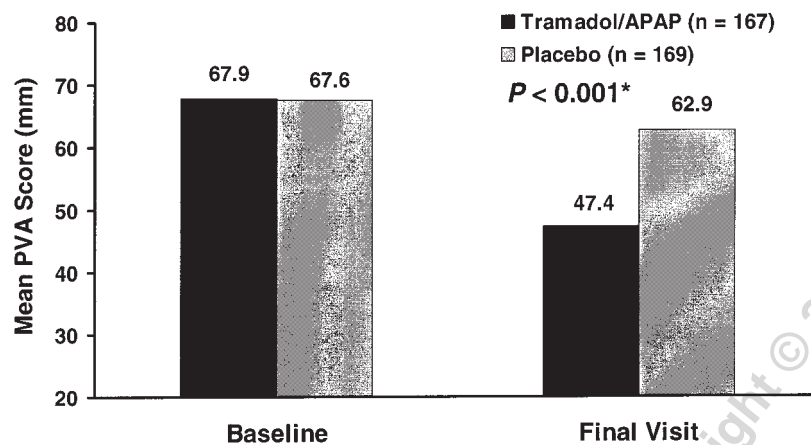 Tramadol/APAP (n = 167)
Placebo (n = 169)
P < 0.001*
Mean PVA Score (mm)
80
70
60
50
40
30
20
67.9
67.6
47.4
62.9
Baseline
Final Visit
right ©